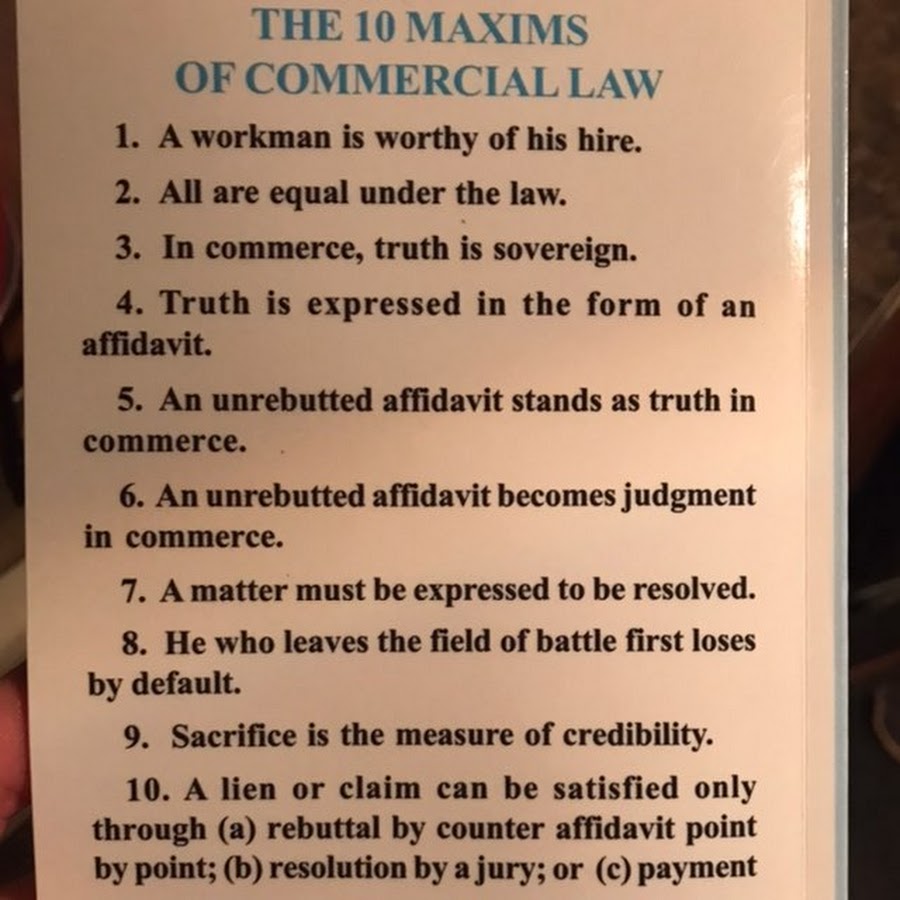 THE 10 MAXIMS
OF COMMERCIAL LAW
1. A workman is worthy of his hire.
2. All are equal under the law.
3. In commerce, truth is sovereign.
4. Truth is expressed in the form of an
affidavit.
5. An unrebutted affidavit stands as truth in
commerce.
6. An unrebutted affidavit becomes judgment
in commerce.
7. A matter must be expressed to be resolved.
8. He who leaves the field of battle first loses
by default.
9. Sacrifice is the measure of credibility.
10. A lien or claim can be satisfied only
through (a) rebuttal by counter affidavit point
by point; (b) resolution by a jury; or (c) payment